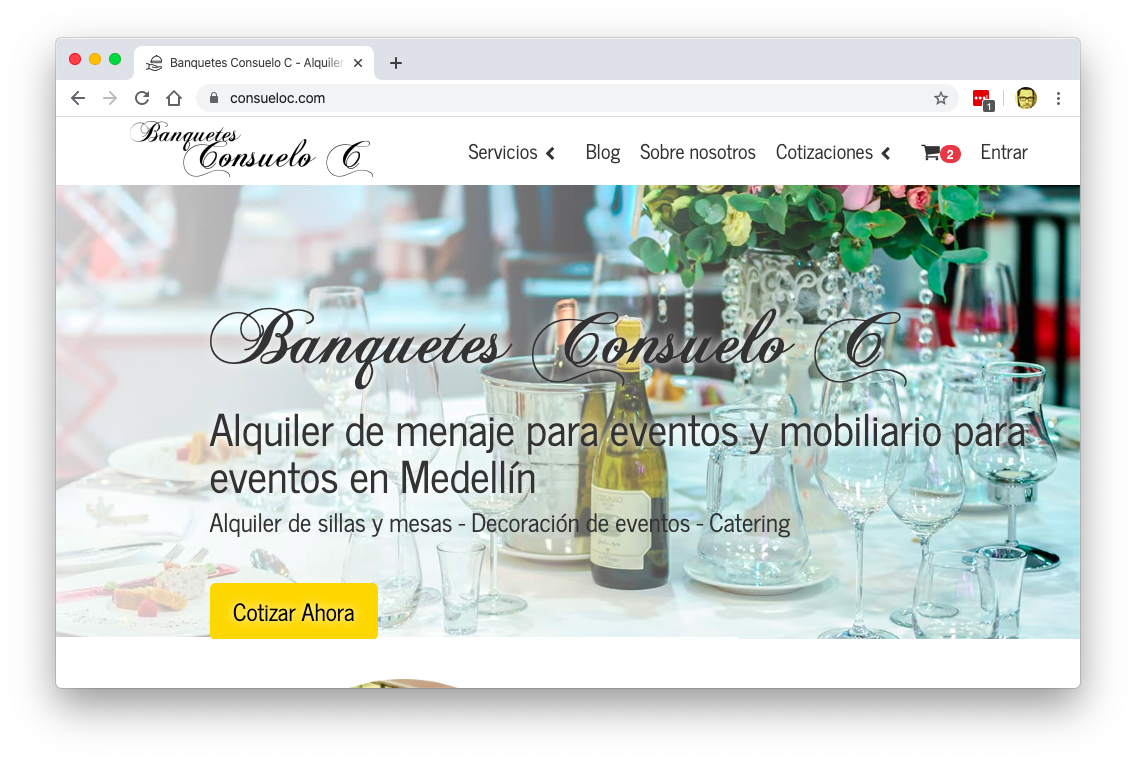 Banquetes Consuelo C - Alquiler
consueloc.com
1
Banquetes
Consuelo C
Servicios
Blog
Sobre nosotros
Cotizaciones
2
Entrar
Banquetes Consuelo C
Alquiler de menaje para eventos y mobiliario para
eventos en Medellín
Alquiler de sillas y mesas - Decoración de eventos - Catering
Cotizar Ahora